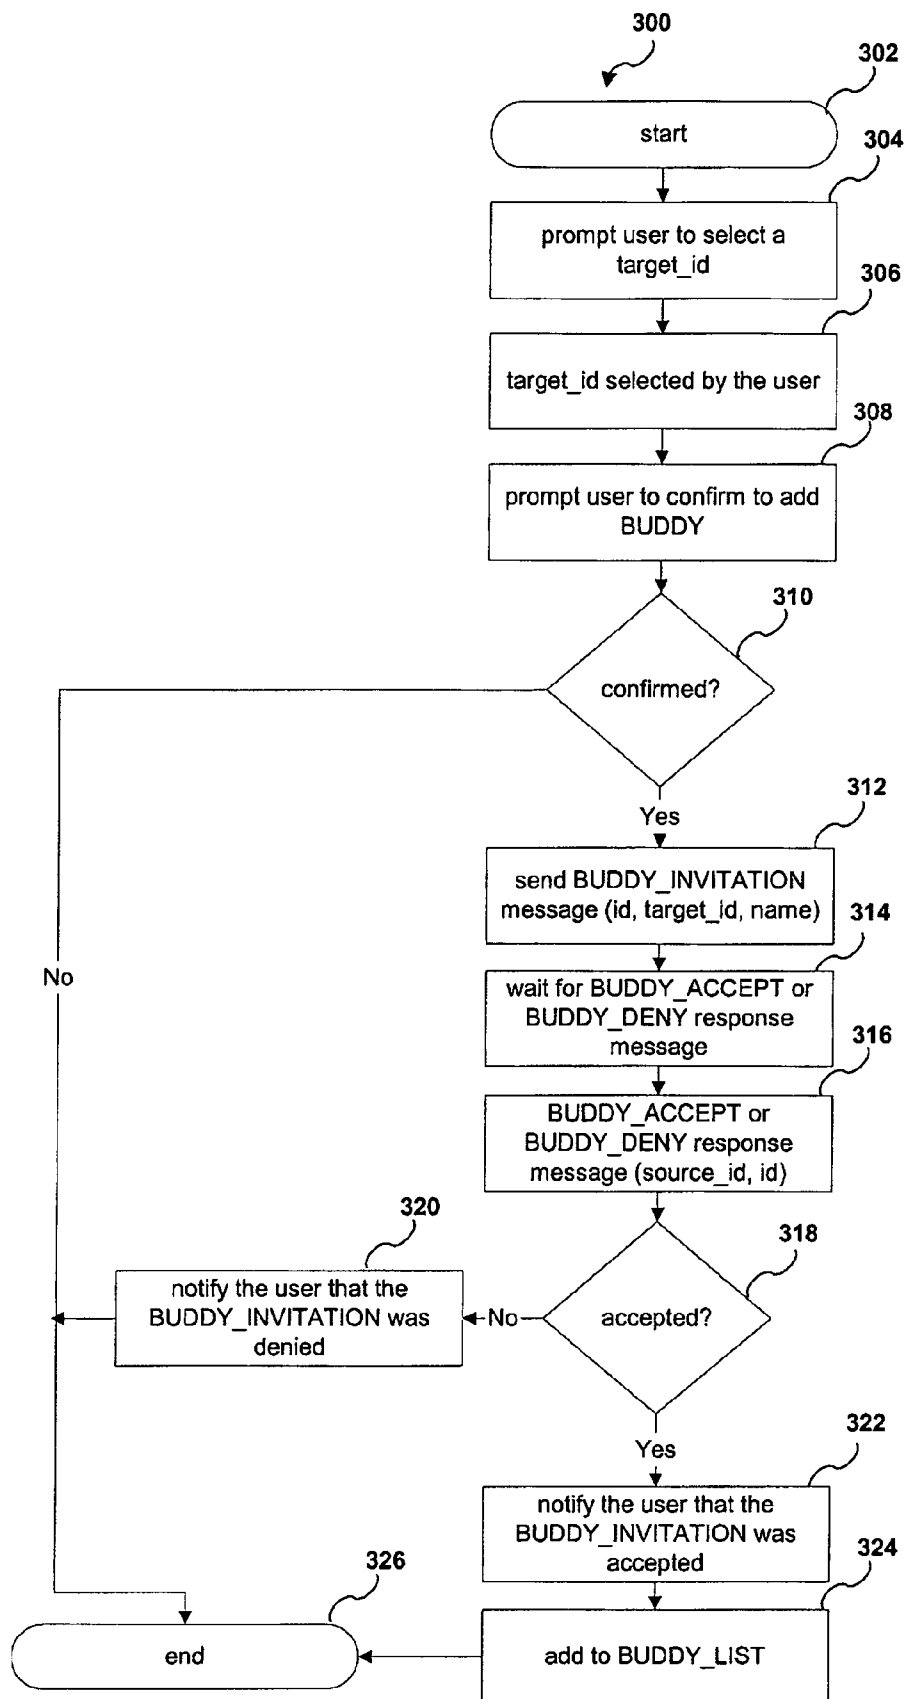 300
302
start
304
prompt user to select a
target_id
306
target_id selected by the user
308
prompt user to confirm to add
BUDDY
310
confirmed?
Yes
312
send BUDDY_INVITATION
message (id, target_id, name)
314
No
wait for BUDDY_ACCEPT or
BUDDY_DENY response
message
316
BUDDY_ACCEPT or
BUDDY_DENY response
message (source_id, id)
318
accepted?
No
320
notify the user that the
BUDDY_INVITATION was
denied
Yes
322
notify the user that the
BUDDY_INVITATION was
accepted
324
add to BUDDY_LIST
326
end